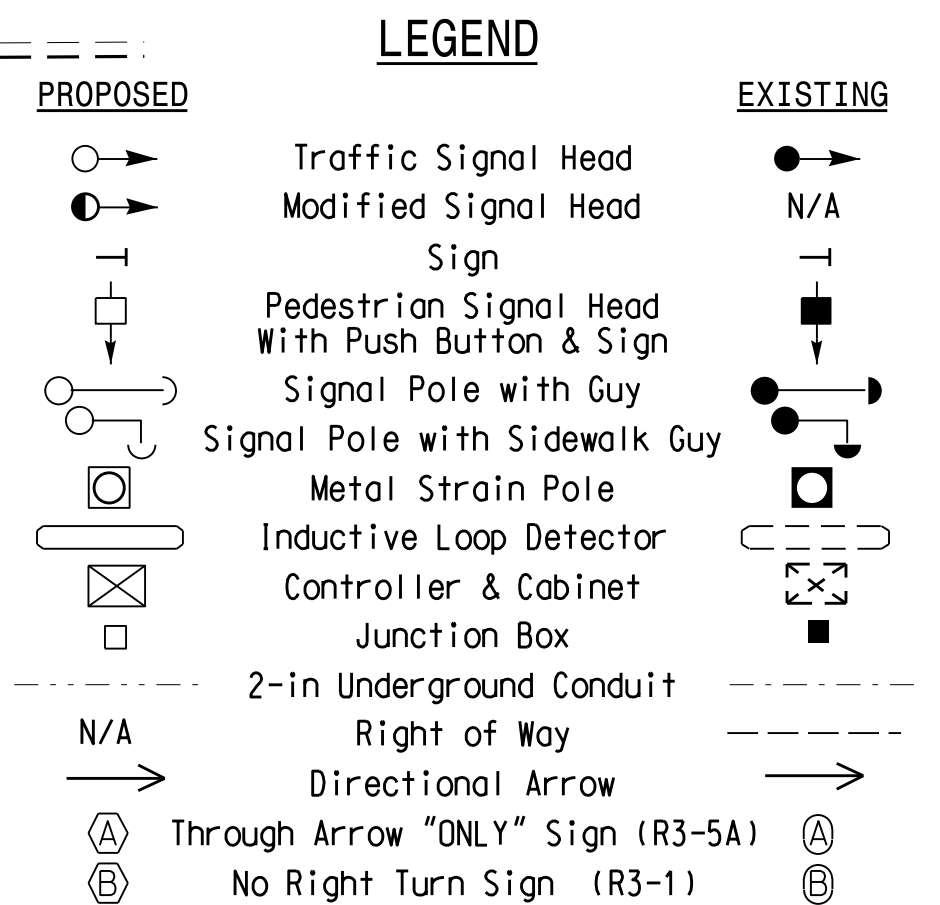 LEGEND
PROPOSED EXISTING
Traffic Signal Head
Modified Signal Head N/A
Sign
Pedestrian Signal Head
With Push Button & Sign
Signal Pole with Guy
Signal Pole with Sidewalk Guy
Metal Strain Pole
Inductive Loop Detector
Controller & Cabinet
Junction Box
2-in Underground Conduit
N/A Right of Way
Directional Arrow
A Through Arrow "ONLY" Sign (R3-5A) A
B No Right Turn Sign (R3-1) B